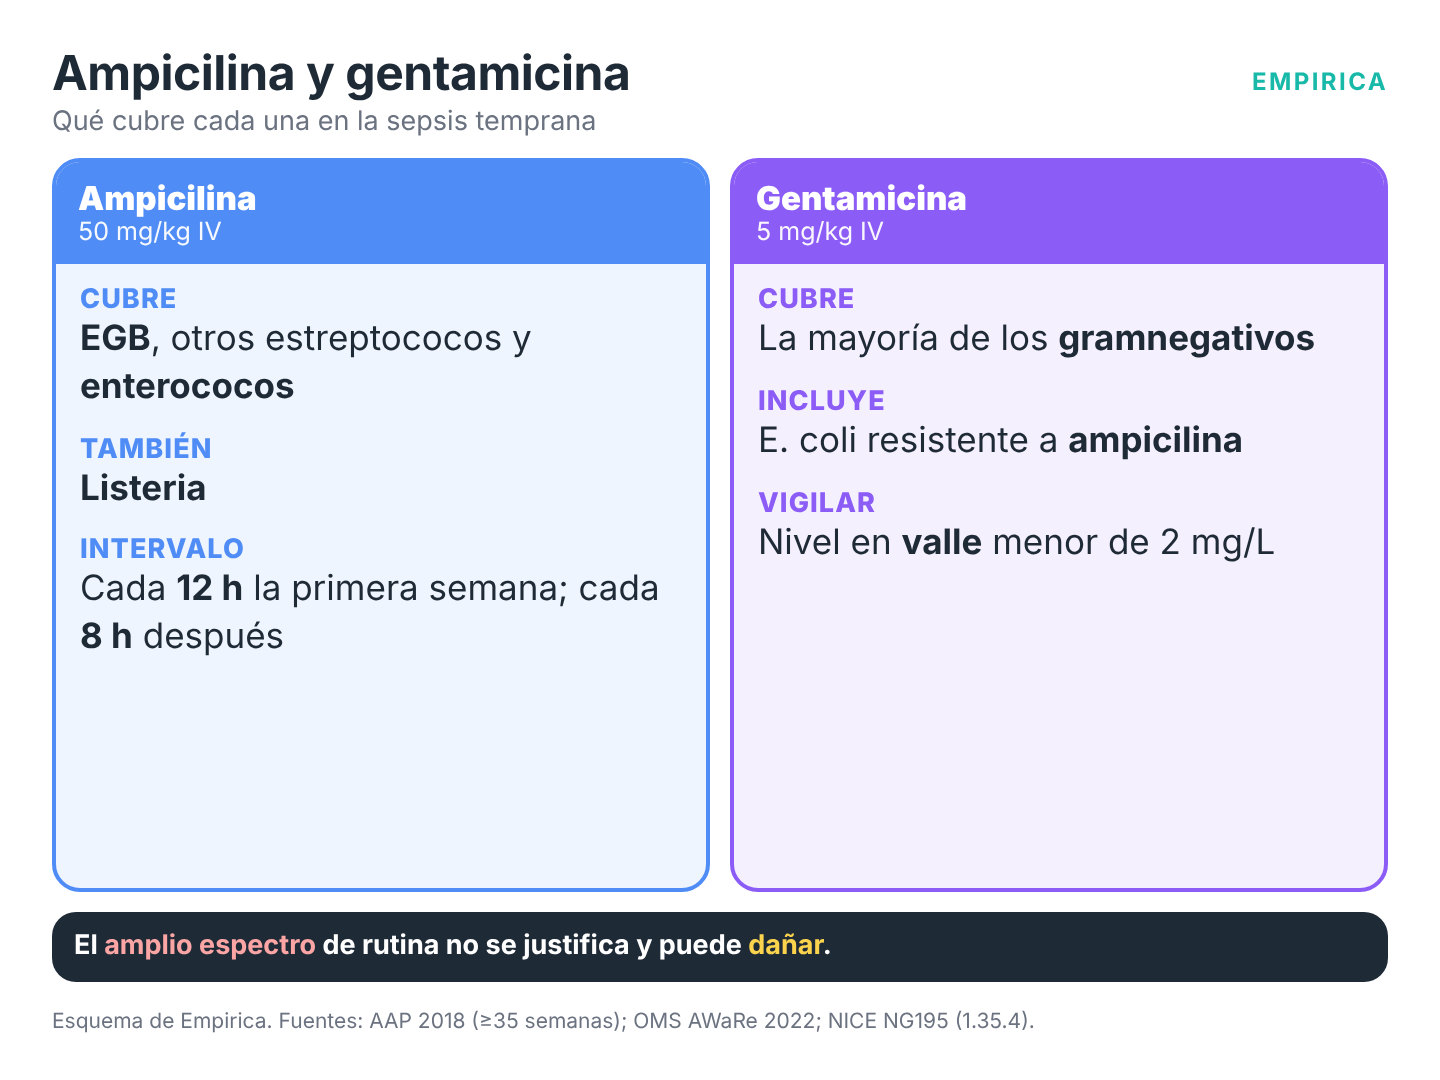 Ampicilina y gentamicina
EMPIRICA
Qué cubre cada una en la sepsis temprana
Ampicilina
50 mg/kg IV
CUBRE
EGB, otros estreptococos y
enterococos
TAMBIÉN
Listeria
INTERVALO
Cada 12 h la primera semana; cada
8 h después
Gentamicina
5 mg/kg IV
CUBRE
La mayoría de los gramnegativos
INCLUYE
E. coli resistente a ampicilina
VIGILAR
Nivel en valle menor de 2 mg/L
El amplio espectro de rutina no se justifica y puede dañar.
Esquema de Empirica. Fuentes: AAP 2018 (≥35 semanas); OMS AWaRe 2022; NICE NG195 (1.35.4).